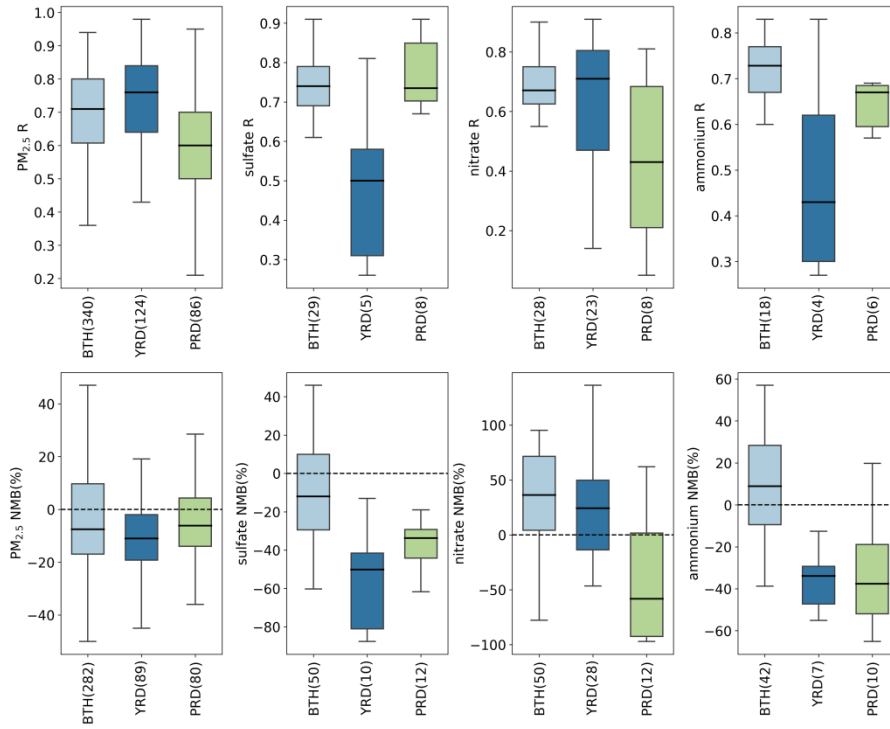 PM2.5 R
1.0
0.9
0.8
0.7
0.6
0.5
0.4
0.3
0.2
BTH(340)
YRD(124)
PRD(86)
sulfate R
0.9
0.8
0.7
0.6
0.5
0.4
0.3
BTH(29)
YRD(5)
PRD(8)
nitrate R
0.8
0.6
0.4
0.2
BTH(28)
YRD(23)
PRD(8)
ammonium R
0.8
0.7
0.6
0.5
0.4
0.3
BTH(18)
YRD(4)
PRD(6)
PM2.5 NMB(%)
40
20
0
−20
−40
BTH(282)
YRD(89)
PRD(80)
sulfate NMB(%)
40
20
0
−20
−40
−60
−80
BTH(50)
YRD(10)
PRD(12)
nitrate NMB(%)
100
50
0
−50
−100
BTH(50)
YRD(28)
PRD(12)
ammonium NMB(%)
60
40
20
0
−20
−40
−60
BTH(42)
YRD(7)
PRD(10)